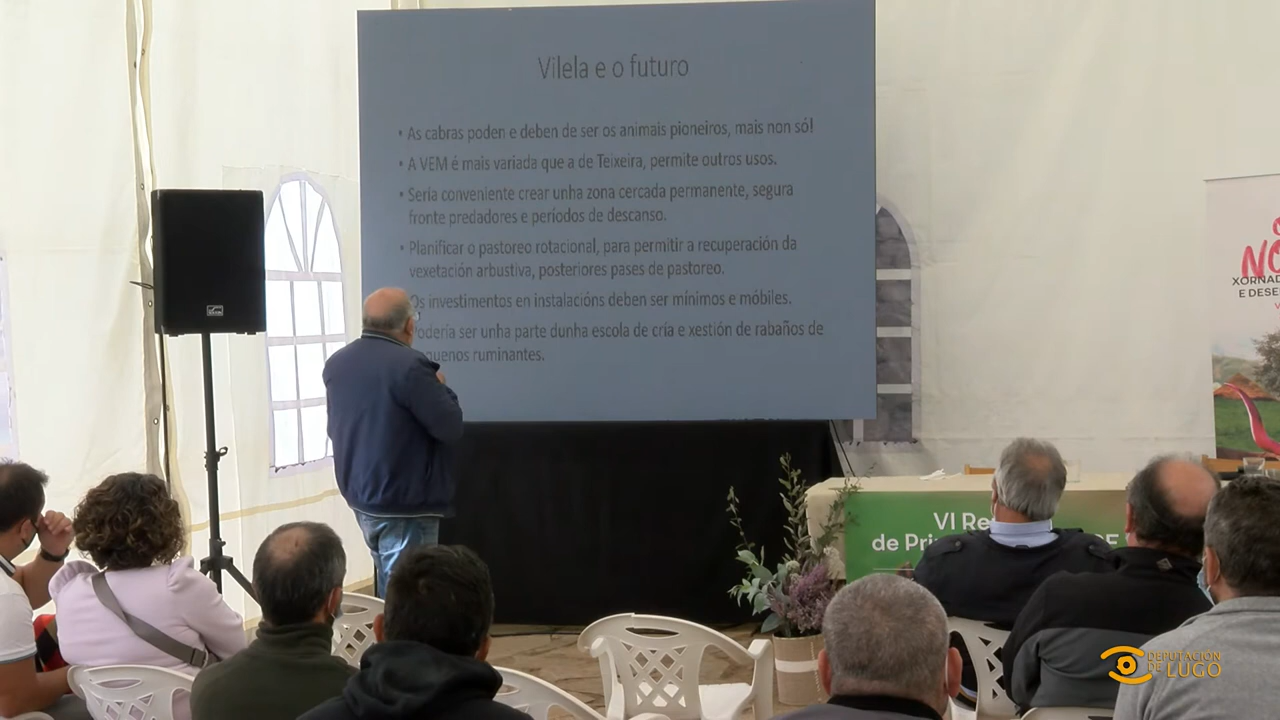 Vilela e o futuro
• As cabras poden e deben de ser os animais pioneiros, mais non só!
• A VEM é mais variada que a de Teixeira, permite outros usos.
• Sería conveniente crear unha zona cercada permanente, segura
fronte predadores e períodos de descanso.
• Planificar o pastoreo rotacional, para permitir a recuperación da
vexetación arbustiva, posteriores pases de pastoreo.
Os investimentos en instalacións deben ser mínimos e móbiles.
Podería ser unha parte dunha escola de cría e xestión de rabaños de
quenos ruminantes.
XORNAD
E DESE
VI Re
de Pri
DEPUTACIÓN
DE LUGO